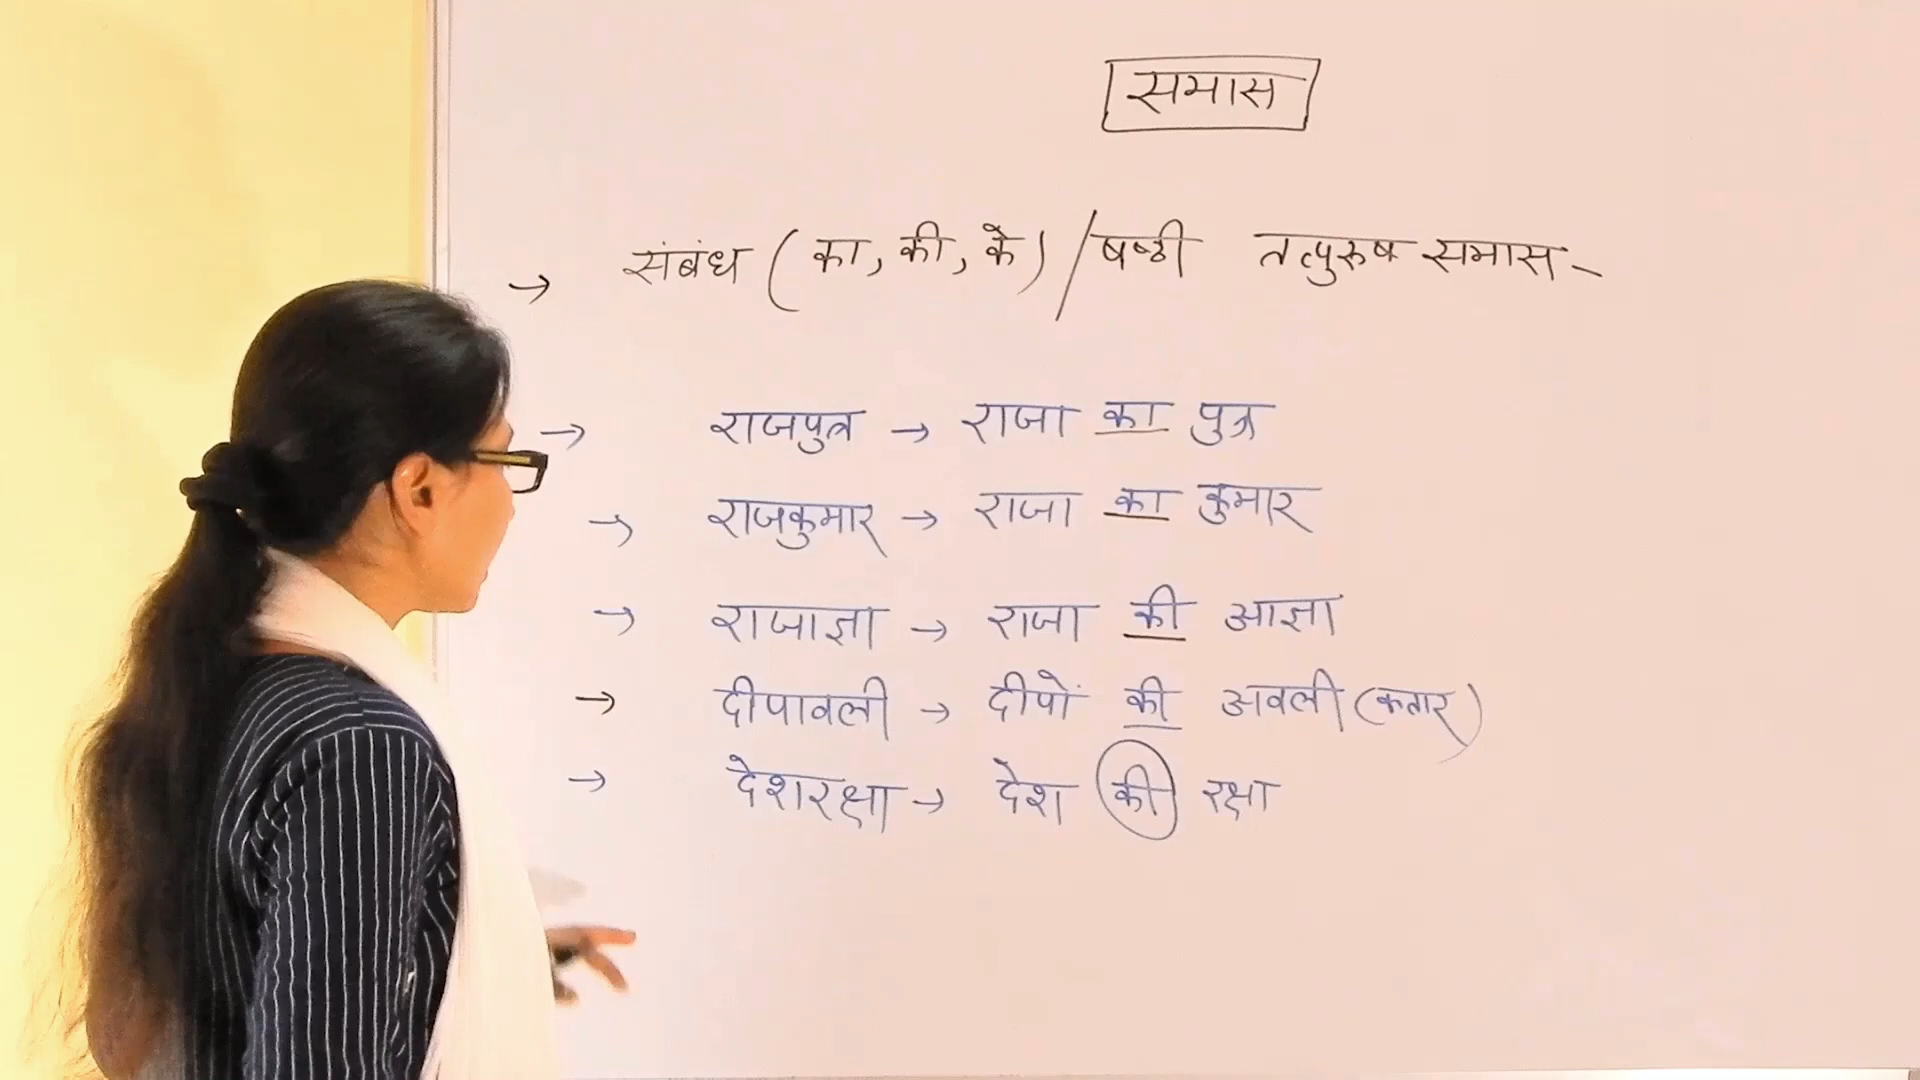 समास
→ संबंध (का, की, के) / षष्ठी तत्पुरुष समास -
→ राजपुत्र → राजा का पुत्र
→ राजकुमार → राजा का कुमार
→ राजाज्ञा → राजा की आज्ञा
→ दीपावली → दीपों की अवली (कतार)
→ देशरक्षा → देश की रक्षा